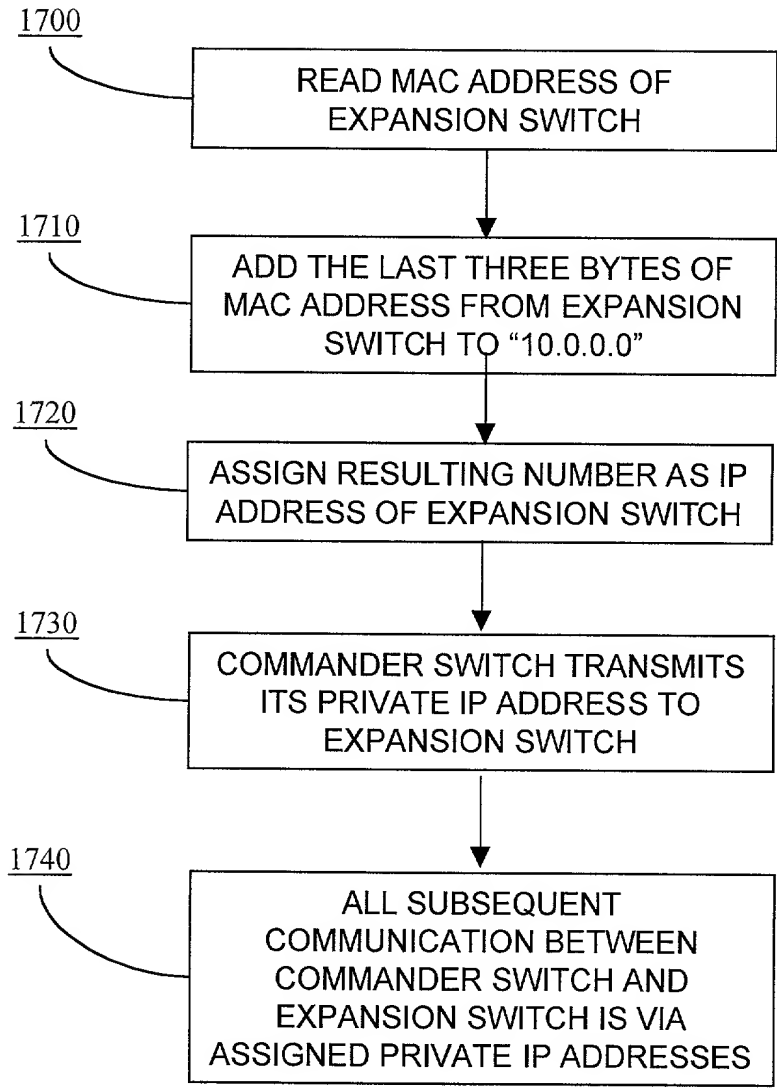 1700
READ MAC ADDRESS OF
EXPANSION SWITCH
1710
ADD THE LAST THREE BYTES OF
MAC ADDRESS FROM EXPANSION
SWITCH TO “10.0.0.0”
1720
ASSIGN RESULTING NUMBER AS IP
ADDRESS OF EXPANSION SWITCH
1730
COMMANDER SWITCH TRANSMITS
ITS PRIVATE IP ADDRESS TO
EXPANSION SWITCH
1740
ALL SUBSEQUENT
COMMUNICATION BETWEEN
COMMANDER SWITCH AND
EXPANSION SWITCH IS VIA
ASSIGNED PRIVATE IP ADDRESSES